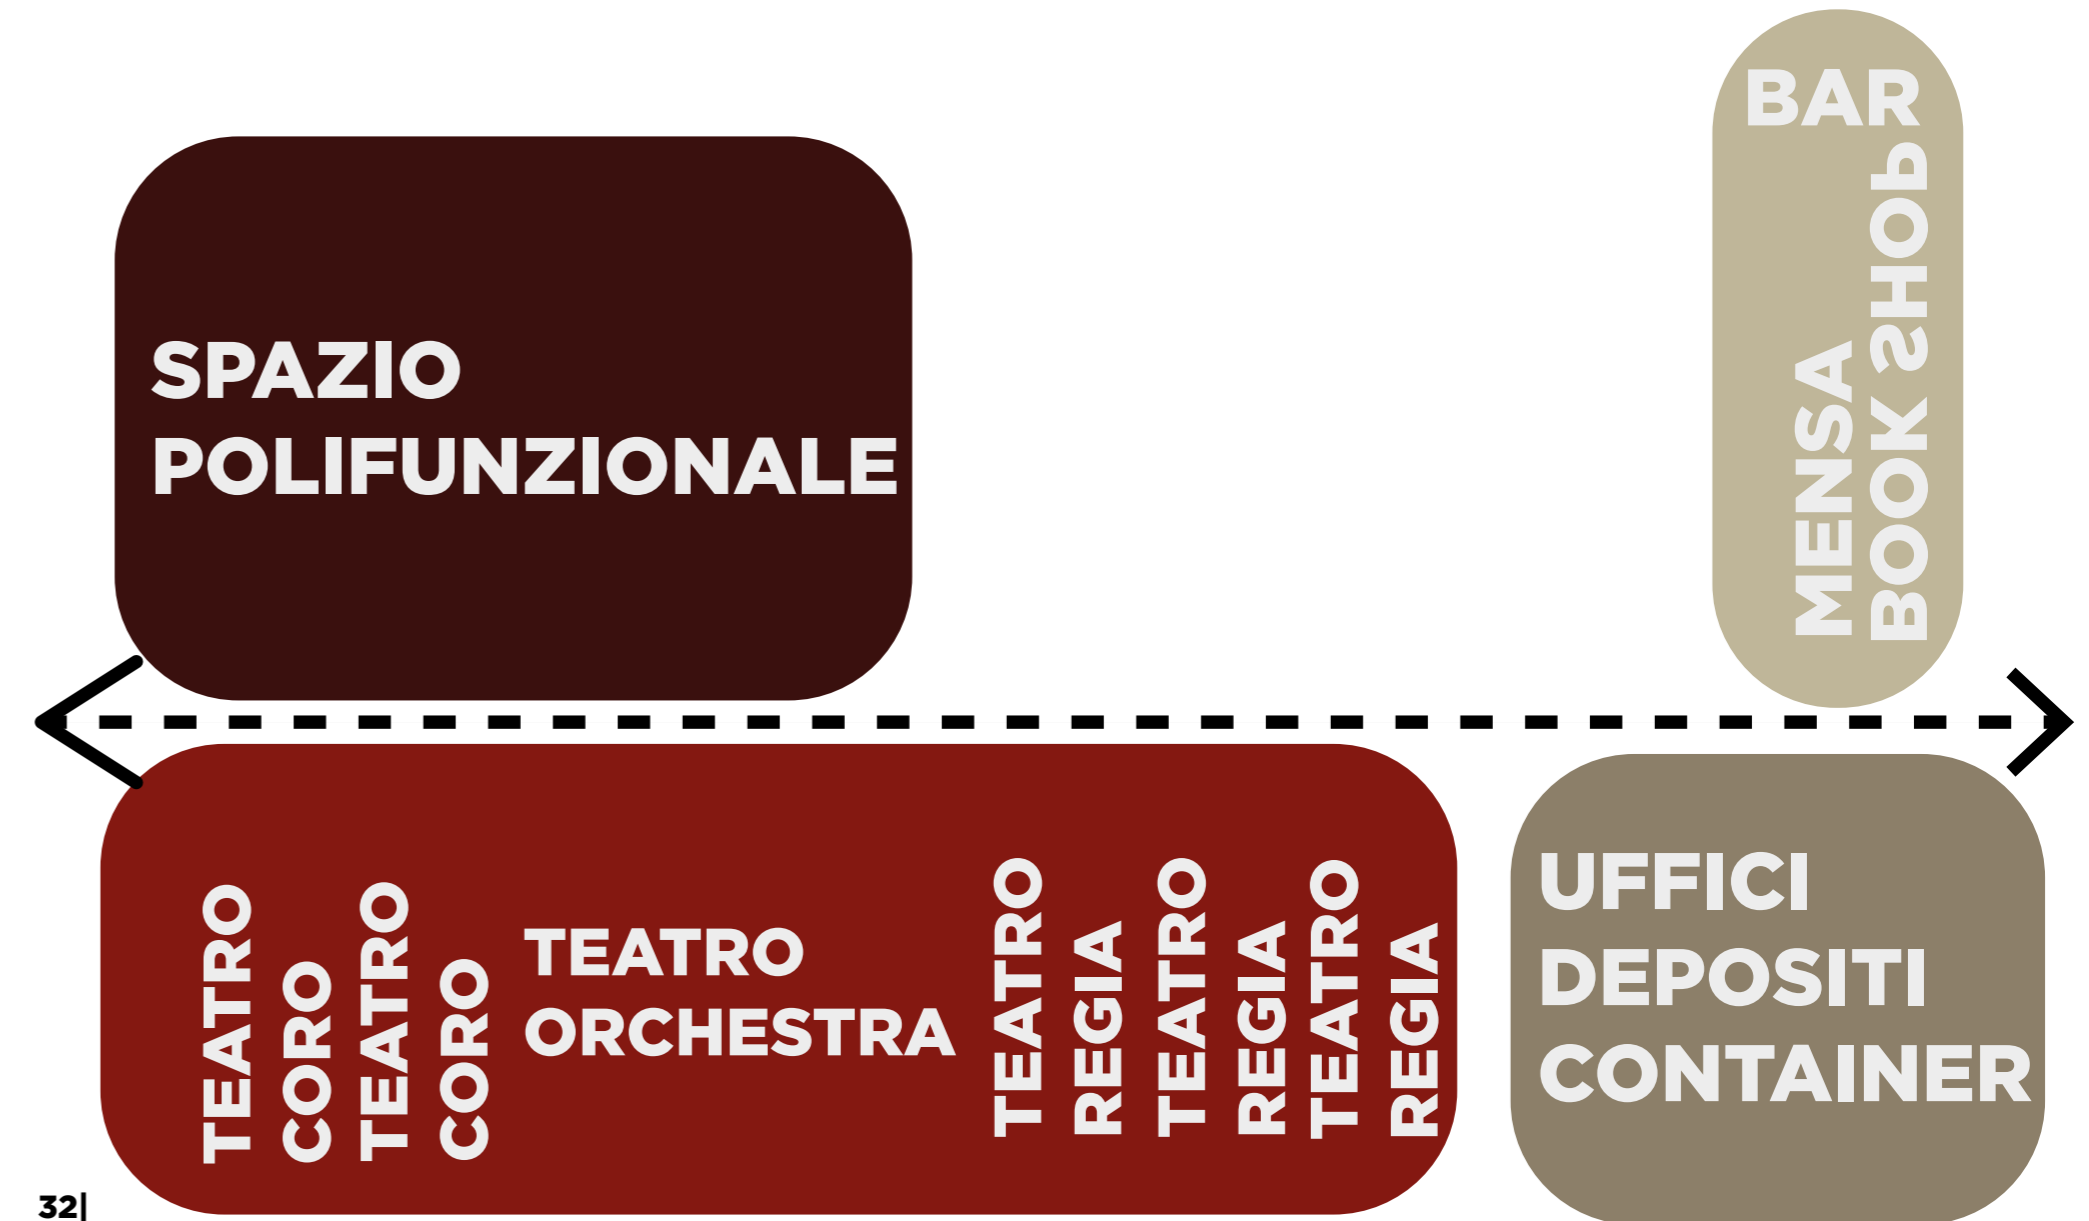 BAR
MENSA
BOOK SHOP
SPAZIO
POLIFUNZIONALE
TEATRO
CORO
TEATRO
CORO
TEATRO
ORCHESTRA
TEATRO
REGIA
TEATRO
REGIA
TEATRO
REGIA
UFFICI
DEPOSITI
CONTAINER
32|